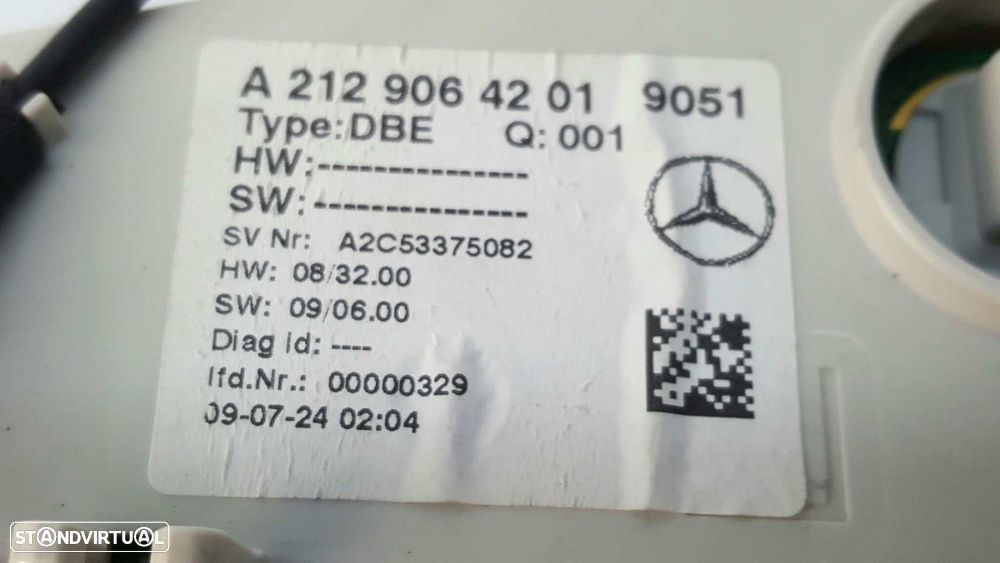 A 212 906 42 01 9051
Type:DBE Q: 001
HW:---------------
SW:---------------
SV Nr: A2C53375082
HW: 08/32.00
SW: 09/06.00
Diag id: ----
lfd.Nr.: 00000329
09-07-24 02:04
STANDVIRTUAL